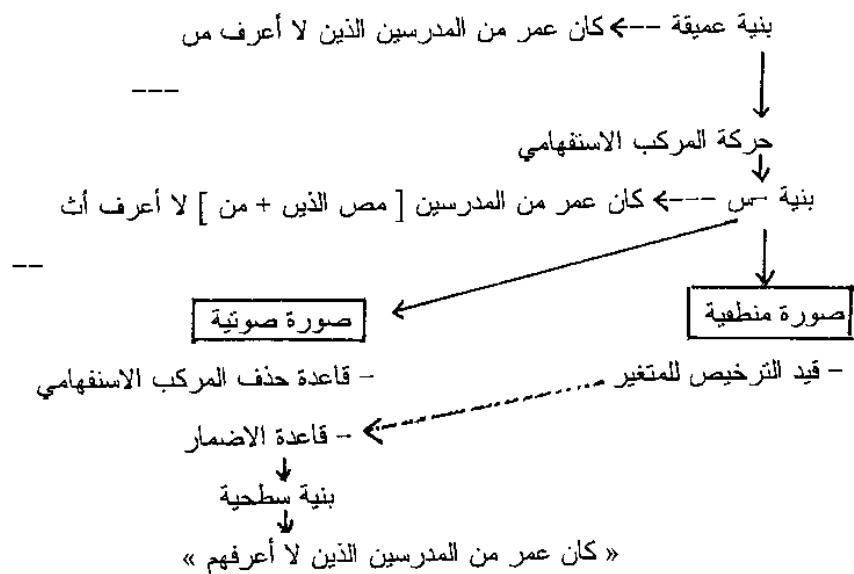 بنية عميقة --← كان عمر من المدرسين الذين لا أعرف من
---
حركة المركب الاستفهامي
بنية -س ---← كان عمر من المدرسين [ مص الذين + من ] لا أعرف أث
--
صورة منطقية صورة صوتية
- قيد الترخيص للمتغير - قاعدة حذف المركب الاستفهامي
- قاعدة الاضمار
بنية سطحية
« كان عمر من المدرسين الذين لا أعرفهم »